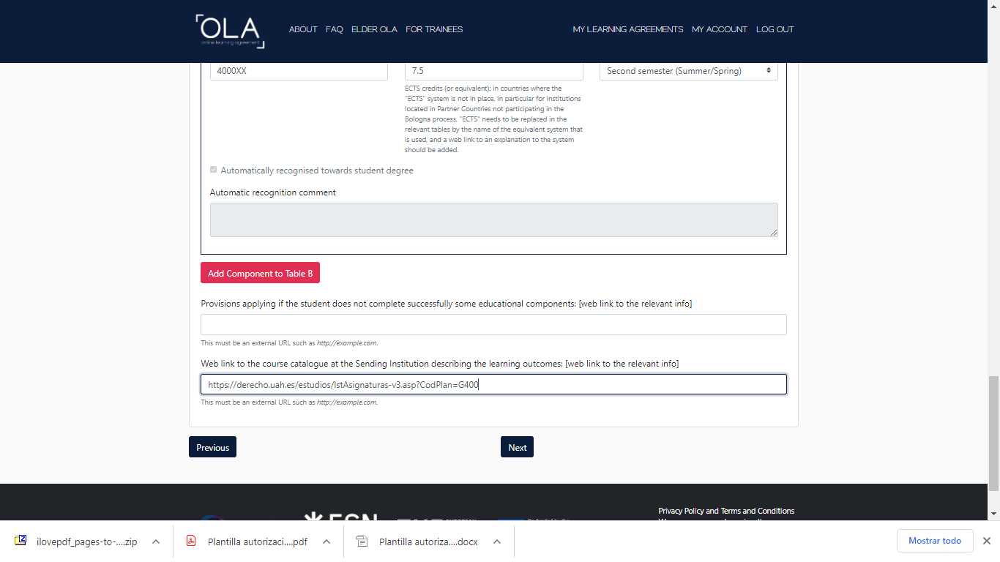 OLA
online learning agreement
ABOUT FAQ ELDER OLA FOR TRAINEES
MY LEARNING AGREEMENTS MY ACCOUNT LOG OUT
4000XX
7.5
Second semester (Summer/Spring)
ECTS credits (or equivalent): in countries where the
"ECTS" system is not in place, in particular for institutions
located in Partner Countries not participating in the
Bologna process, "ECTS" needs to be replaced in the
relevant tables by the name of the equivalent system that
is used, and a web link to an explanation to the system
should be added.
Automatically recognised towards student degree
Automatic recognition comment
Add Component to Table B
Provisions applying if the student does not complete successfully some educational components: [web link to the relevant info]
This must be an external URL such as http://example.com.
Web link to the course catalogue at the Sending Institution describing the learning outcomes: [web link to the relevant info]
https://derecho.uah.es/estudios/lstAsignaturas-v3.asp?CodPlan=G400
This must be an external URL such as http://example.com.
Previous
Next
Privacy Policy and Terms and Conditions
ESN
ilovepdf_pages-to-....zip
Plantilla autorizaci....pdf
Plantilla autoriza....docx
Mostrar todo